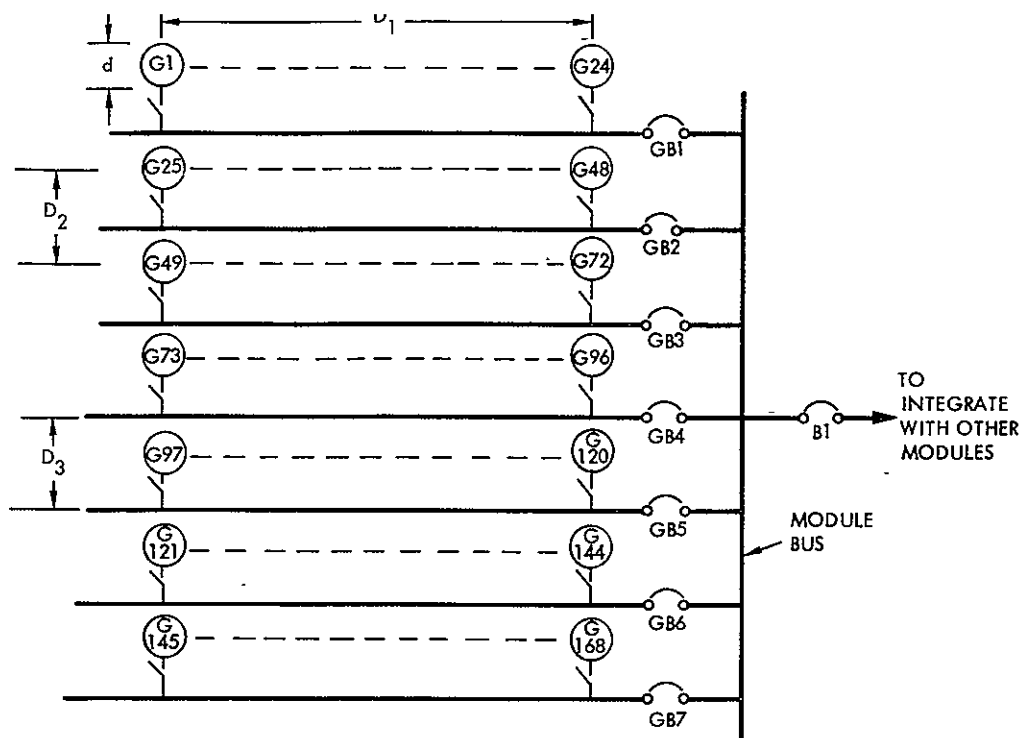 D1
d
G1
G24
GB1
G25
G48
D2
GB2
G49
G72
GB3
G73
G96
TO
INTEGRATE
WITH OTHER
MODULES
GB4
B1
D3
G97
G
120
GB5
MODULE
BUS
G
121
G
144
GB6
G
145
G
168
GB7